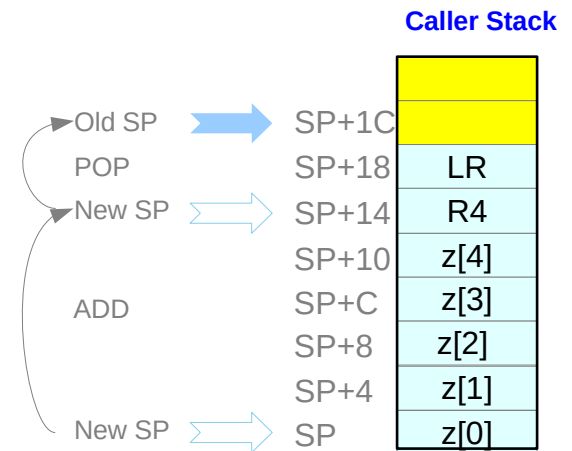 Caller Stack
Old SP SP+1C
POP SP+18 LR
New SP SP+14 R4
SP+10 z[4]
ADD SP+C z[3]
SP+8 z[2]
SP+4 z[1]
New SP SP z[0]